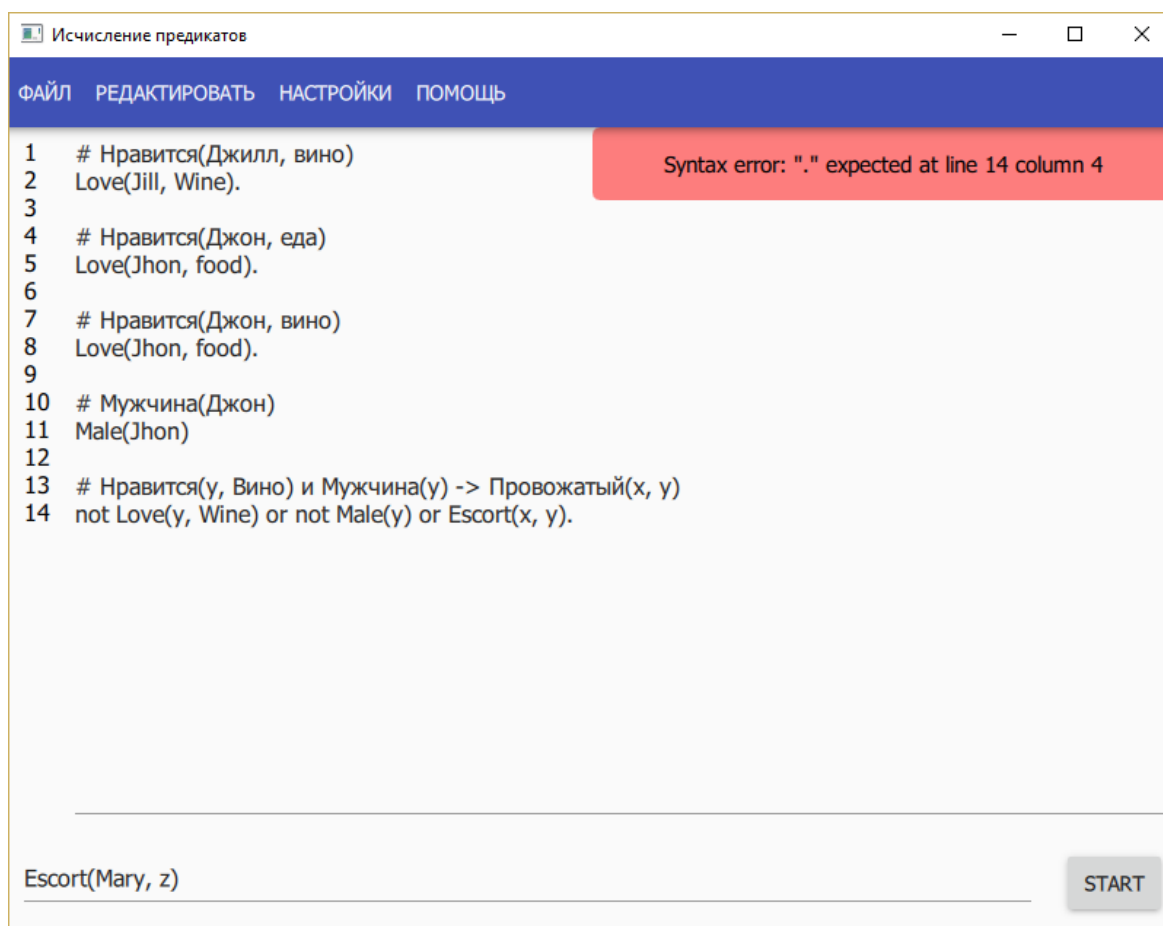 Исчисление предикатов
ФАЙЛ РЕДАКТИРОВАТЬ НАСТРОЙКИ ПОМОЩЬ
Syntax error: "." expected at line 14 column 4
1 # Нравится(Джилл, вино)
2 Love(Jill, Wine).
3
4 # Нравится(Джон, еда)
5 Love(Jhon, food).
6
7 # Нравится(Джон, вино)
8 Love(Jhon, food).
9
10 # Мужчина(Джон)
11 Male(Jhon)
12
13 # Нравится(y, Вино) и Мужчина(y) -> Провожатый(x, y)
14 not Love(y, Wine) or not Male(y) or Escort(x, y).
Escort(Mary, z)
START